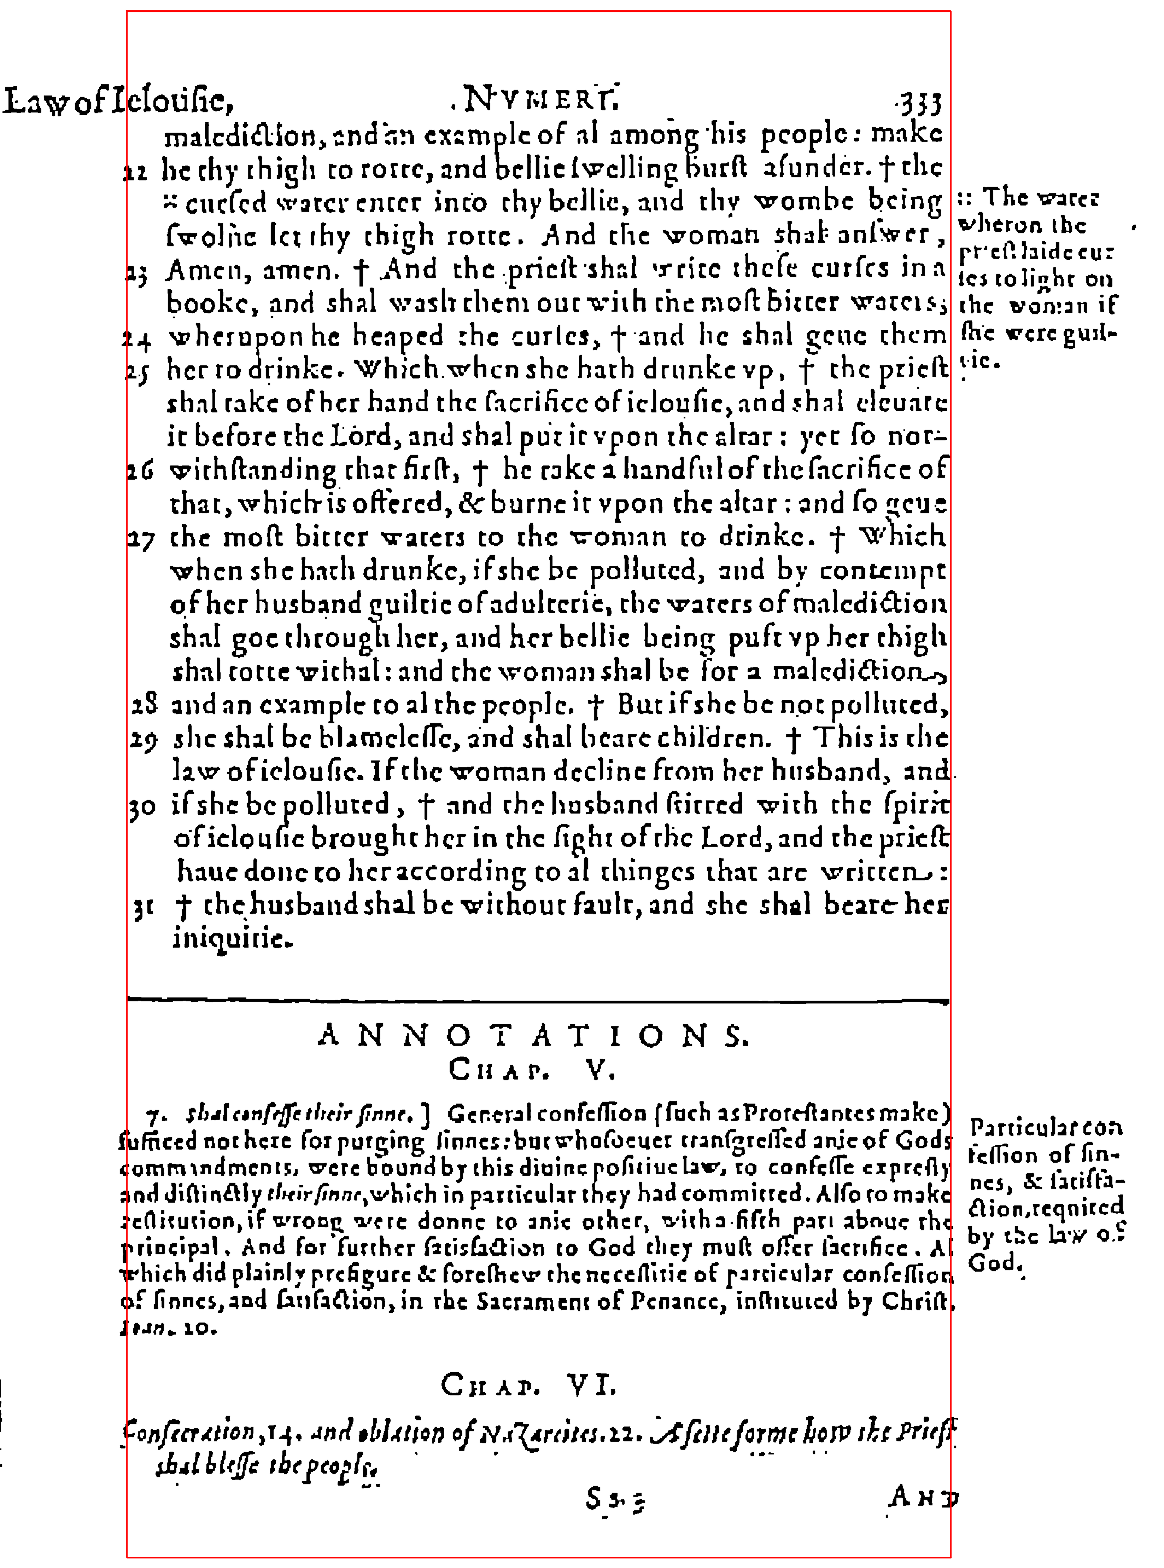 Law of Ielousie, NVMERI. 333
malediction, and an example of al among his people: make
22 he thy thigh to rotte, and bellie swelling burst asunder. † the
:: cursed water enter into thy bellie, and thy wombe being
swolne let thy thigh rotte. And the woman shal answer,
23 Amen, amen. † And the priest shal write these curses in a
booke, and shal wash them out with the most bitter waters,
24 wherupon he heaped the curses, † and he shal geue them
25 her to drinke. Which when she hath drunke vp, † the priest
shal take of her hand the sacrifice of ielousie, and shal eleuate
it before the Lord, and shal put it vpon the altar: yet so not-
26 withstanding that first, † he take a handful of the sacrifice of
that, which is offered, & burne it vpon the altar: and so geue
27 the most bitter waters to the woman to drinke. † Which
when she hath drunke, if she be polluted, and by contempt
of her husband guiltie of adulterie, the waters of malediction
shal goe through her, and her bellie being puft vp her thigh
shal rotte withal: and the woman shal be for a malediction,
28 and an example to al the people. † But if she be not polluted,
29 she shal be blamelesse, and shal beare children. † This is the
law of ielousie. If the woman decline from her husband, and
30 if she be polluted, † and the husband stirred with the spirit
of ielousie brought her in the sight of the Lord, and the priest
haue done to her according to al thinges that are written:
31 † the husband shal be without fault, and she shal beare her
iniquitie.
:: The water
wheron the
priest laide cur
ses to light on
the woman if
she were guil-
tie.
ANNOTATIONS.
CHAP. V.
7. Shal confesse their sinne.] General confession (such as Protestantes make)
sufficed not here for purging sinnes: but whosoeuer transgressed anie of Gods
commandments, were bound by this diuine positiue law, to confesse expresly
and distinctly their sinne, which in particular they had committed. Also to make
restitution, if wrong were donne to anie other, with a fifth part aboue the
principal. And for further satisfaction to God they must offer sacrifice. Al
which did plainly prefigure & foreshew the necessitie of particular confession
of sinnes, and satisfaction, in the Sacrament of Penance, instituted by Christ.
Ioan. 20.
Particular con
fession of sin-
nes, & satisfa-
ction, required
by the law of
God.
CHAP. VI.
Consecration, 14. and oblation of Nazareites. 22. A sette forme how the Priest
shal blesse the people.
Ss 3 AND